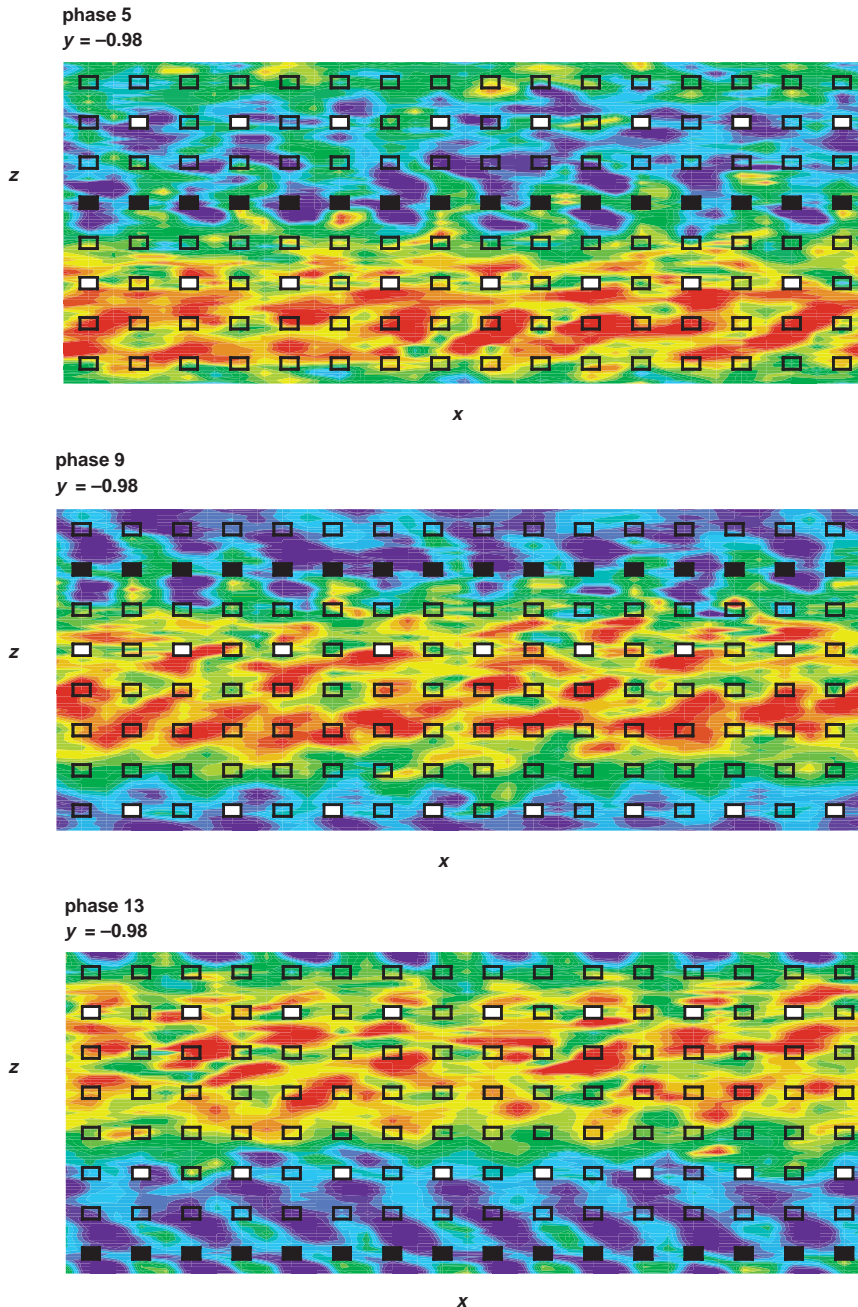 phase 5
y = –0.98
z
x
phase 9
y = –0.98
z
x
phase 13
y = –0.98
z
x